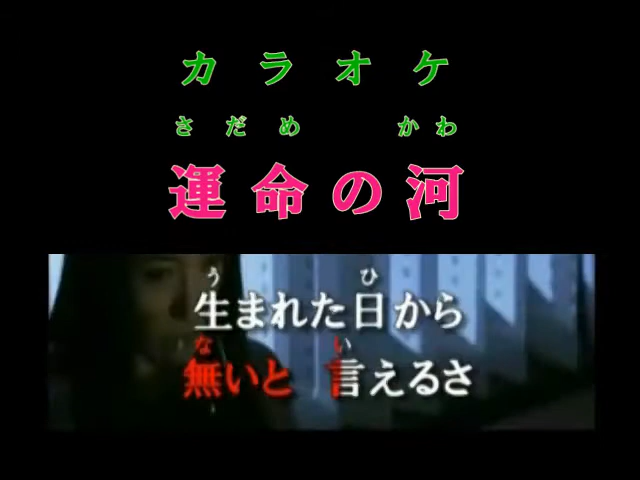 カラオケ
さだめ かわ
運命の河
う ひ
生まれた日から
な い
無いと 言えるさ